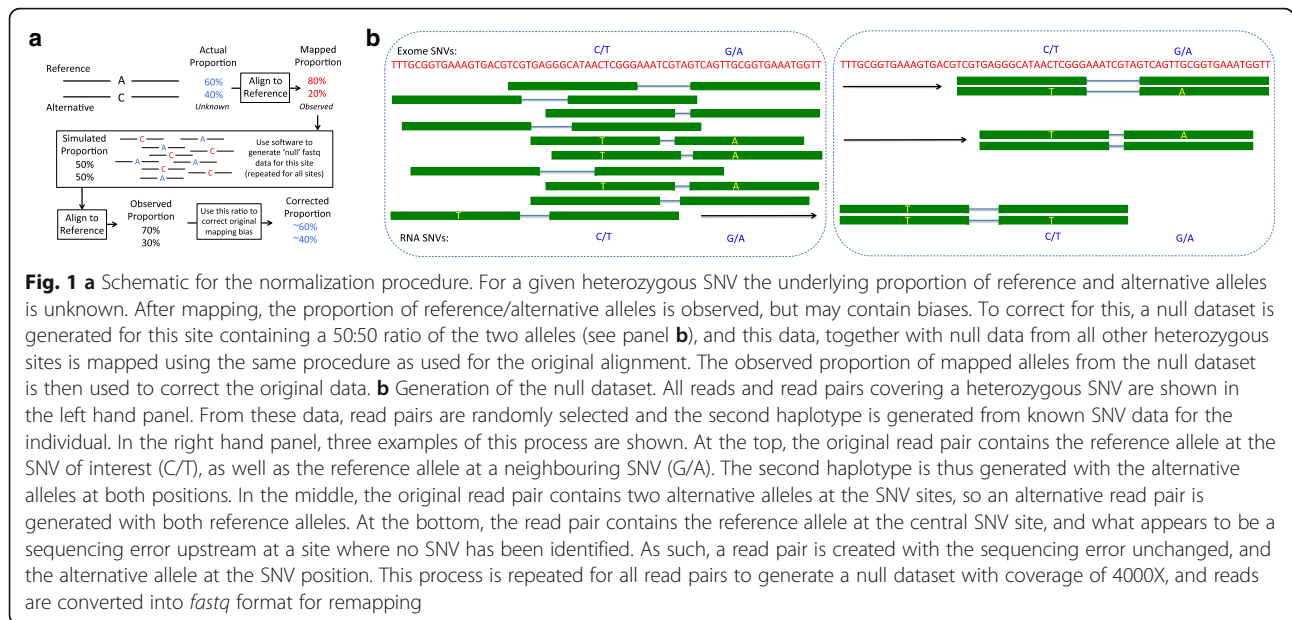 a
Reference
A
C
Alternative
Actual
Proportion
60%
40%
Unknown
Align to
Reference
Mapped
Proportion
80%
20%
Observed
Simulated
Proportion
50%
50%
C
A
A
C
C
A
A
C
A
Use software to
generate 'null' fastq
data for this site
(repeated for all sites)
Align to
Reference
Observed
Proportion
70%
30%
Use this ratio to
correct original
mapping bias
Corrected
Proportion
~60%
~40%
b
Exome SNVs: C/T G/A
TTTGCGGTGAAAGTGACGTCGTGAGGGCATAACTCGGGAAATCGTAGTCAGTTGCGGTGAAATGGTT
T A
T A
T A
T
RNA SNVs: C/T G/A
C/T G/A
TTTGCGGTGAAAGTGACGTCGTGAGGGCATAACTCGGGAAATCGTAGTCAGTTGCGGTGAAATGGTT
T A
T A
T
T T
C/T G/A
Fig. 1 a Schematic for the normalization procedure. For a given heterozygous SNV the underlying proportion of reference and alternative alleles
is unknown. After mapping, the proportion of reference/alternative alleles is observed, but may contain biases. To correct for this, a null dataset is
generated for this site containing a 50:50 ratio of the two alleles (see panel b), and this data, together with null data from all other heterozygous
sites is mapped using the same procedure as used for the original alignment. The observed proportion of mapped alleles from the null dataset
is then used to correct the original data. b Generation of the null dataset. All reads and read pairs covering a heterozygous SNV are shown in
the left hand panel. From these data, read pairs are randomly selected and the second haplotype is generated from known SNV data for the
individual. In the right hand panel, three examples of this process are shown. At the top, the original read pair contains the reference allele at the
SNV of interest (C/T), as well as the reference allele at a neighbouring SNV (G/A). The second haplotype is thus generated with the alternative
alleles at both positions. In the middle, the original read pair contains two alternative alleles at the SNV sites, so an alternative read pair is
generated with both reference alleles. At the bottom, the read pair contains the reference allele at the central SNV site, and what appears to be a
sequencing error upstream at a site where no SNV has been identified. As such, a read pair is created with the sequencing error unchanged, and
the alternative allele at the SNV position. This process is repeated for all read pairs to generate a null dataset with coverage of 4000X, and reads
are converted into fastq format for remapping